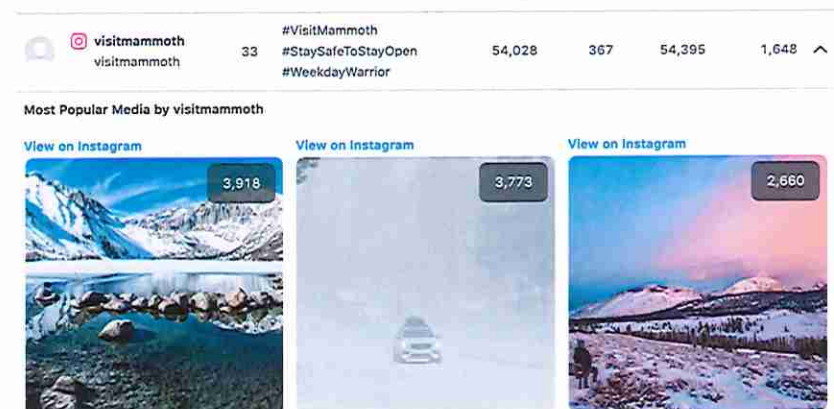 #VisitMammoth
visitmammoth 33 #StaySafeToStayOpen 54,028 367 54,395 1,648
visitmammoth #WeekdayWarrior
Most Popular Media by visitmammoth
View on Instagram View on Instagram View on Instagram
3,918 3,773 2,660